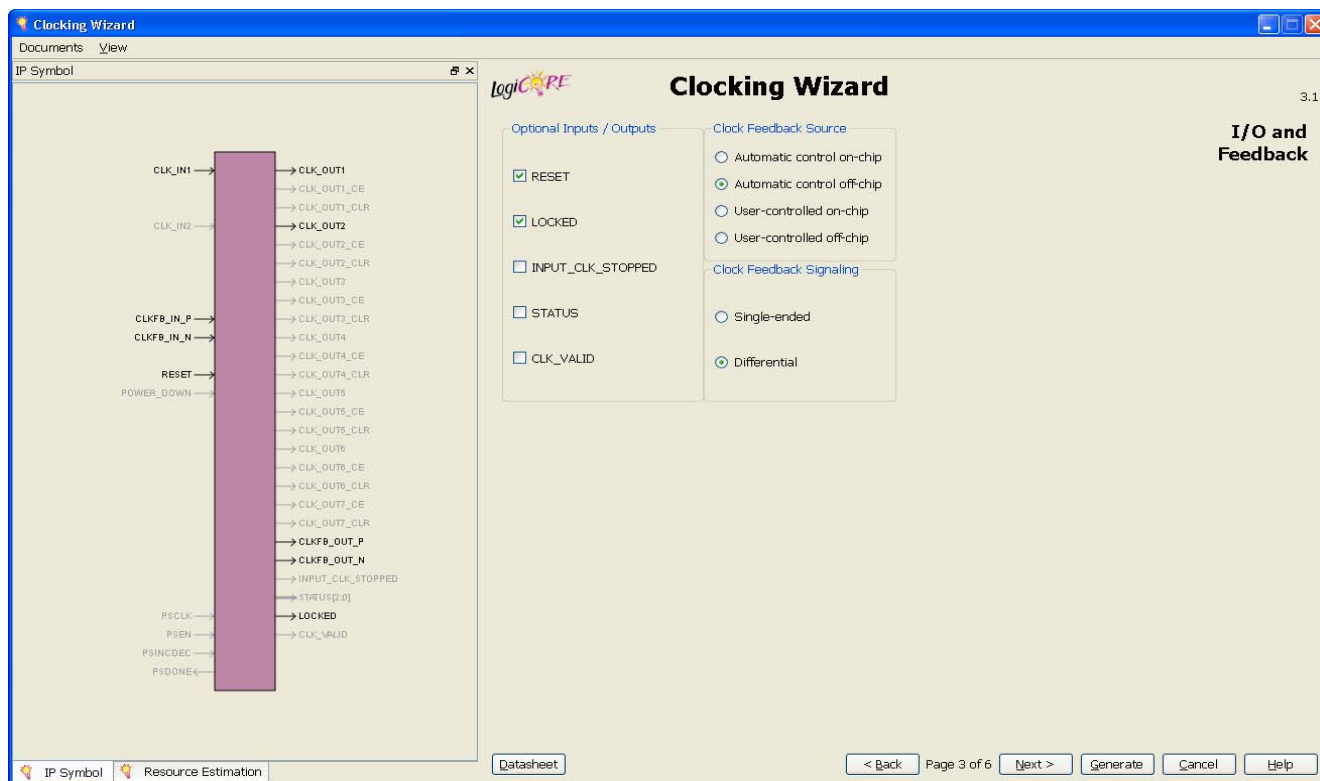 Clocking Wizard
Documents View
IP Symbol
CLK_IN1
CLK_IN2
CLKFB_IN_P
CLKFB_IN_N
RESET
POWER_DOWN
PSCLK
PSEN
PSINCDEC
PSDONE
CLK_OUT1
CLK_OUT1_CE
CLK_OUT1_CLR
CLK_OUT2
CLK_OUT2_CE
CLK_OUT2_CLR
CLK_OUT3
CLK_OUT3_CE
CLK_OUT3_CLR
CLK_OUT4
CLK_OUT4_CE
CLK_OUT4_CLR
CLK_OUT5
CLK_OUT5_CE
CLK_OUT5_CLR
CLK_OUT6
CLK_OUT6_CE
CLK_OUT6_CLR
CLK_OUT7_CE
CLK_OUT7_CLR
CLKFB_OUT_P
CLKFB_OUT_N
INPUT_CLK_STOPPED
STATUS[2:0]
LOCKED
CLK_VALID
IP Symbol Resource Estimation
LogiCORE
Clocking Wizard
3.1
I/O and
Feedback
Optional Inputs / Outputs
RESET
LOCKED
INPUT_CLK_STOPPED
STATUS
CLK_VALID
Clock Feedback Source
Automatic control on-chip
Automatic control off-chip
User-controlled on-chip
User-controlled off-chip
Clock Feedback Signaling
Single-ended
Differential
Datasheet < Back Page 3 of 6 Next > Generate Cancel Help